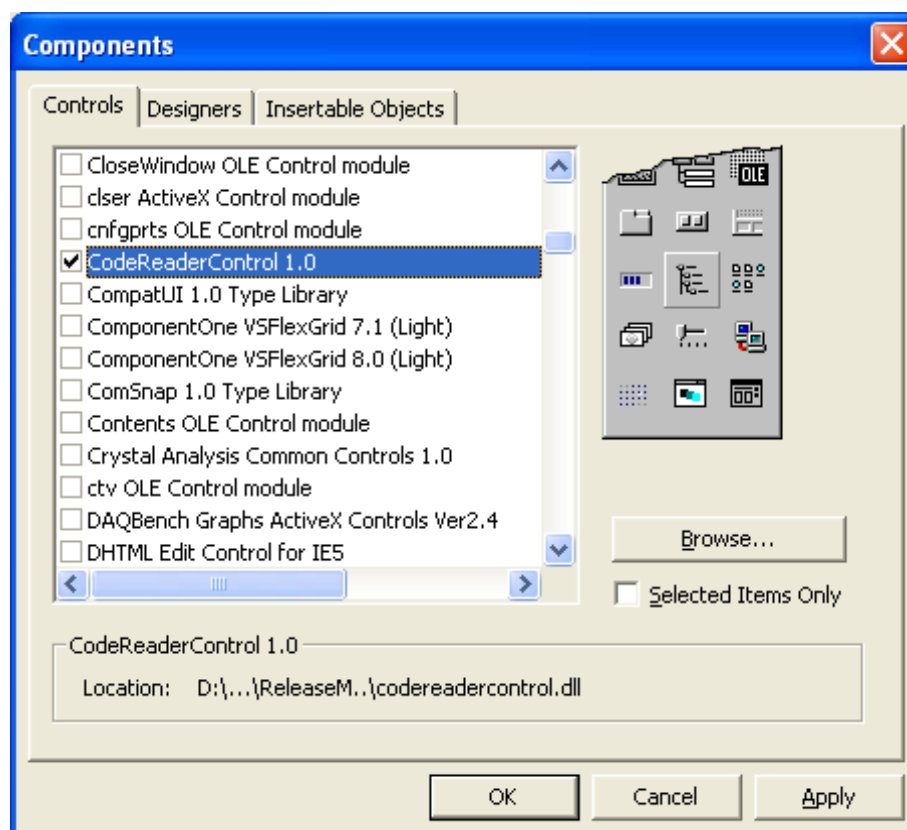 Components
Controls
Designers
Insertable Objects
CloseWindow OLE Control module
clser ActiveX Control module
cnfgprts OLE Control module
CodeReaderControl 1.0
CompatUI 1.0 Type Library
ComponentOne VSFlexGrid 7.1 (Light)
ComponentOne VSFlexGrid 8.0 (Light)
ComSnap 1.0 Type Library
Contents OLE Control module
Crystal Analysis Common Controls 1.0
ctv OLE Control module
DAQBench Graphs ActiveX Controls Ver2.4
DHTML Edit Control for IE5
OLE
Browse...
Selected Items Only
CodeReaderControl 1.0
Location: D:\...\ReleaseM..\codereadercontrol.dll
OK
Cancel
Apply